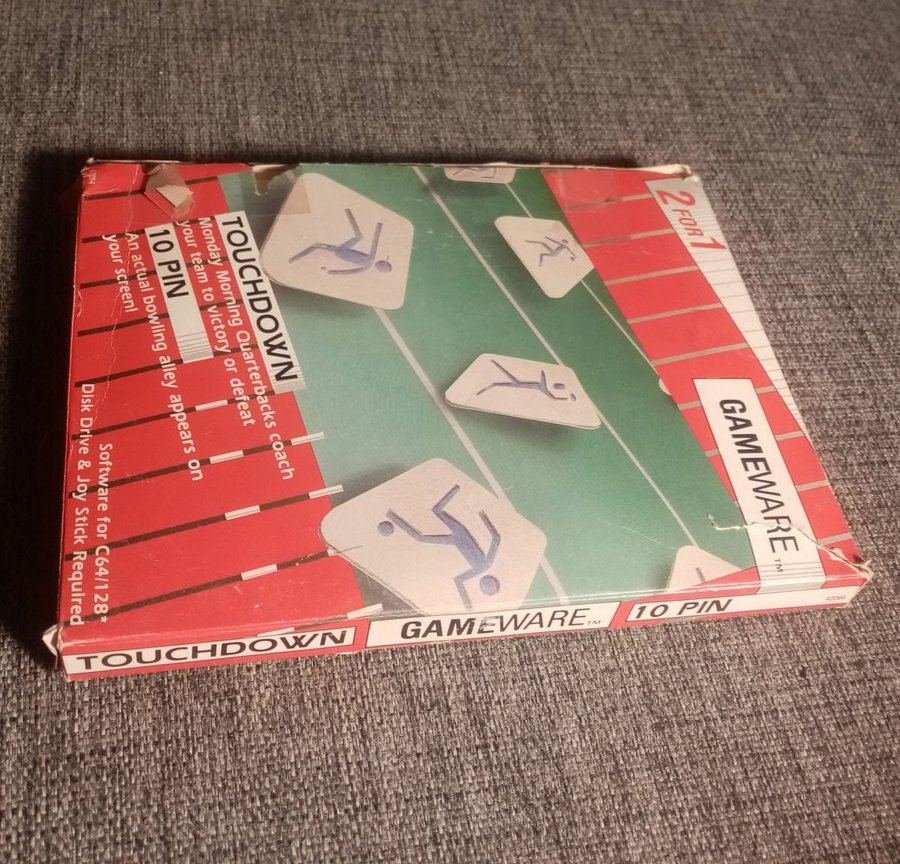 2 FOR 1
GAMEWARE™
TOUCHDOWN
Monday Morning Quarterbacks coach
your team to victory or defeat
10 PIN
An actual bowling alley appears on
your screen!
Software for C64/128*
Disk Drive & Joy Stick Required
TOUCHDOWN GAMEWARE™ 10 PIN